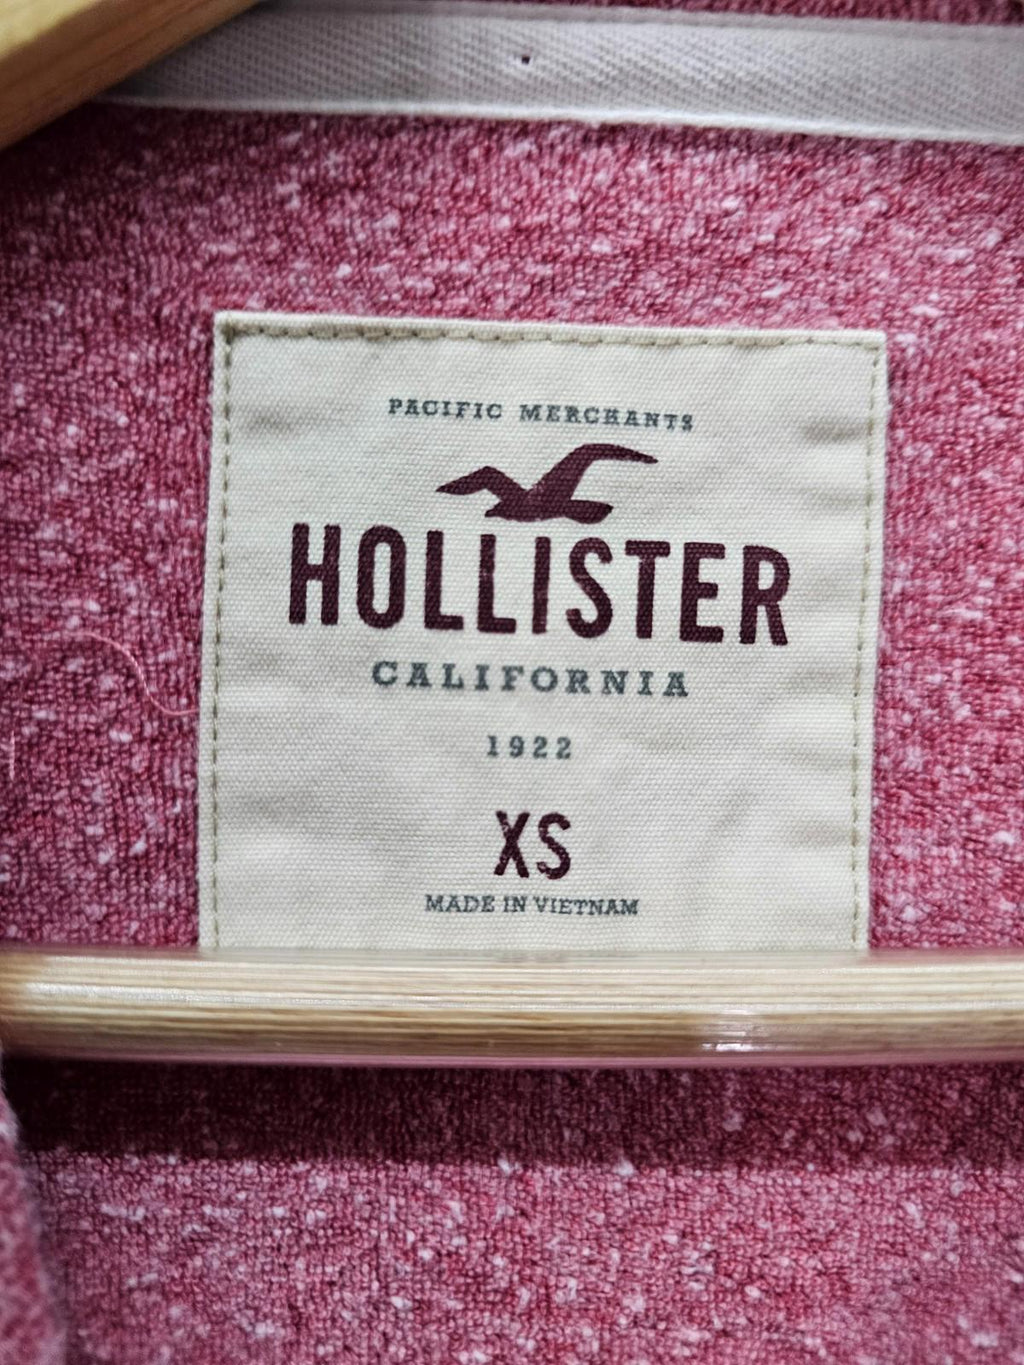 PACIFIC MERCHANTS
HOLLISTER
CALIFORNIA
1922
XS
MADE IN VIETNAM